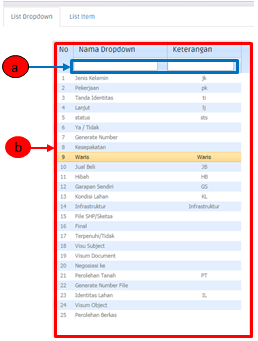 List Dropdown List Item
No Nama Dropdown Keterangan
a
1 Jenis Kelamin jk
2 Pekerjaan pk
3 Tanda Identitas ti
4 Lanjut lj
5 status sts
6 Ya / Tidak
7 Generate Number
b
8 Kesepakatan
9 Waris Waris
10 Jual Beli JB
11 Hibah HB
12 Garapan Sendiri GS
13 Kondisi Lahan KL
14 Infrastruktur Infrastruktur
15 File SHP/Sketsa
16 Final
17 Terpenuhi/Tidak
18 Visu Subject
19 Visum Document
20 Negosiasi ke
21 Perolehan Tanah PT
22 Generate Number File
23 Identitas Lahan IL
24 Visum Object
25 Perolehan Berkas